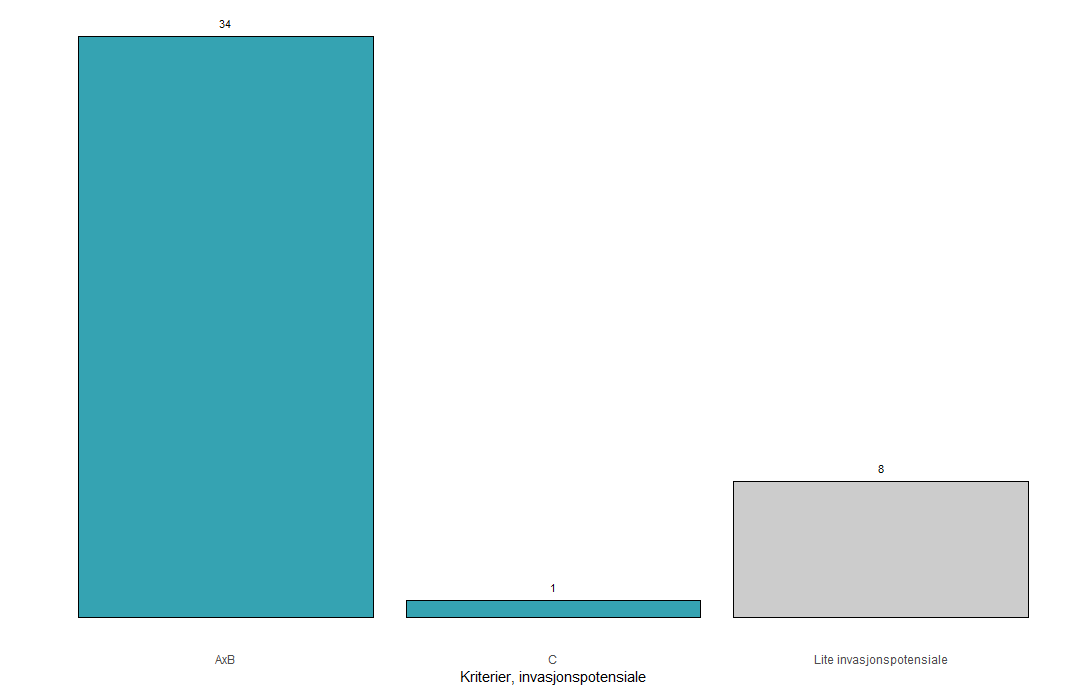 34
8
1
AxB
C
Lite invasjonspotensiale
Kriterier, invasjonspotensiale